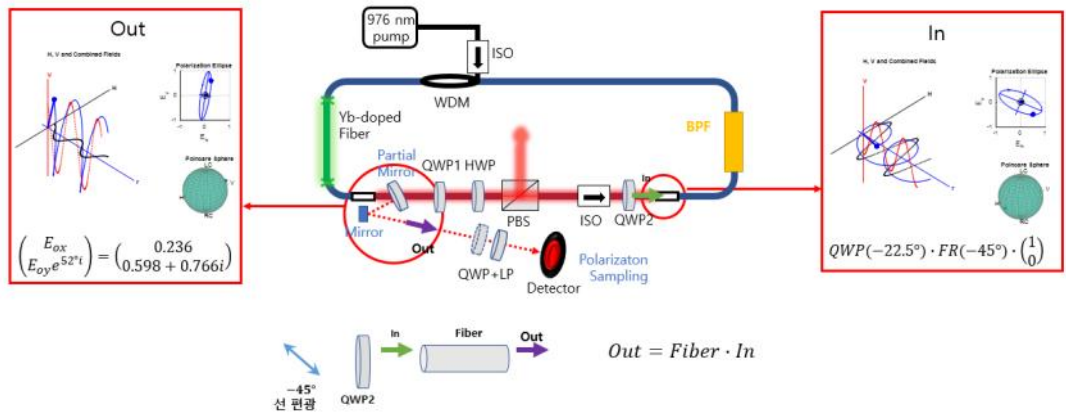 Out
H, V and Combined Fields
Polarization Ellipse
Poincare Sphere
(E_ox
E_oy e^{52°i}) = (0.236
0.598 + 0.766i)
976 nm
pump
ISO
WDM
Yb-doped
Fiber
BPF
Partial
Mirror
QWP1 HWP
PBS
ISO
QWP2
In
Mirror
Out
QWP+LP
Detector
Polarizaton
Sampling
In
H, V and Combined Fields
Polarization Ellipse
Poincare Sphere
QWP(−22.5°) · FR(−45°) · (1
0)
−45°
선 편광
QWP2
In
Fiber
Out
Out = Fiber · In